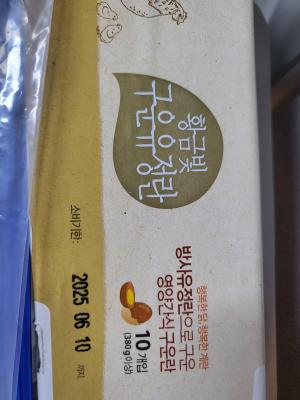 황금빛
구운유정란
행복한 닭, 행복한 계란
방사유정란으로 구운
영양간식 구운란
10개입
(380g이상)
소비기한: 2025 06 10 까지